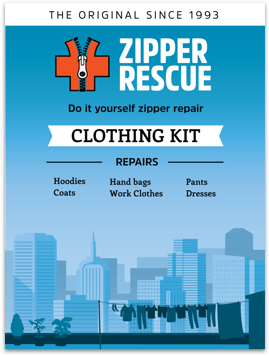 THE ORIGINAL SINCE 1993
ZIPPER
RESCUE
Do it yourself zipper repair
CLOTHING KIT
REPAIRS
Hoodies Hand bags Pants
Coats Work Clothes Dresses